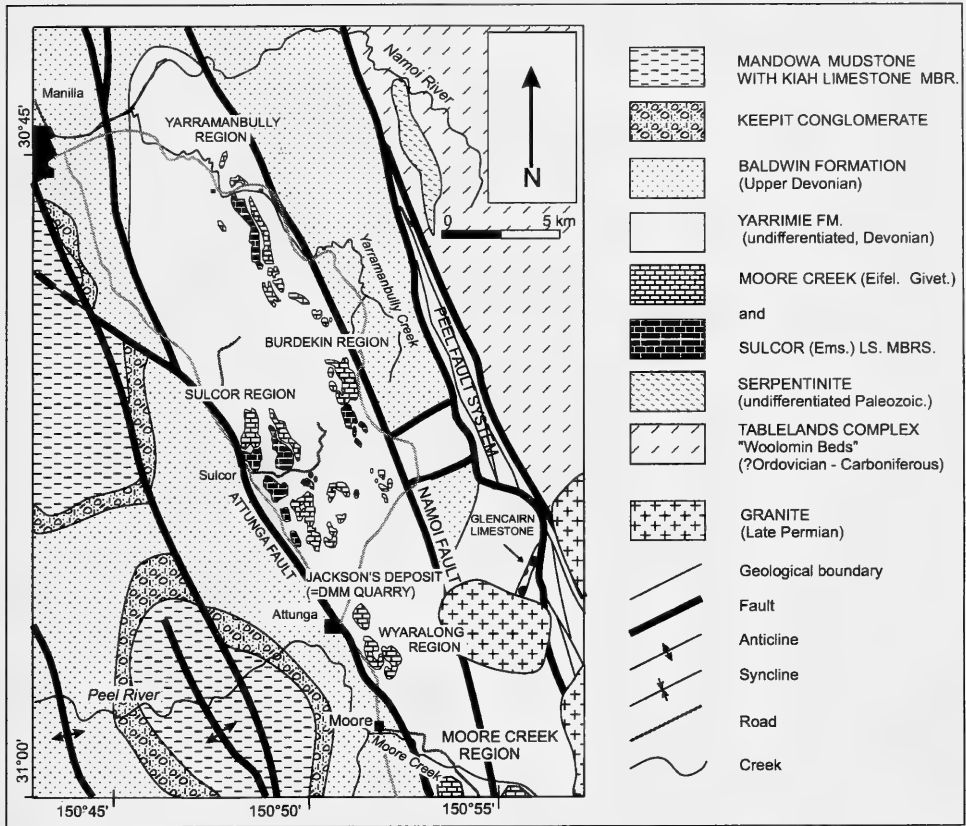 Manilla
30°45'
YARRAMANBULLY
REGION
Namoi River
N
0 5 km
Yarramanbully Creek
BURDEKIN REGION
PEEL FAULT SYSTEM
SULCOR REGION
Sulcor
ATTUNGA FAULT
NAMOI FAULT
GLENCAIRN
LIMESTONE
JACKSON'S DEPOSIT
(=DMM QUARRY)
Attunga
WYARALONG
REGION
Peel River
Moore
Moore Creek
MOORE CREEK
REGION
31°00'
150°45'
150°50'
150°55'
MANDOWA MUDSTONE
WITH KIAH LIMESTONE MBR.
KEEPIT CONGLOMERATE
BALDWIN FORMATION
(Upper Devonian)
YARRIMIE FM.
(undifferentiated, Devonian)
MOORE CREEK (Eifel. Givet.)
and
SULCOR (Ems.) LS. MBRS.
SERPENTINITE
(undifferentiated Paleozoic.)
TABLELANDS COMPLEX
"Woolomin Beds"
(?Ordovician - Carboniferous)
GRANITE
(Late Permian)
Geological boundary
Fault
Anticline
Syncline
Road
Creek